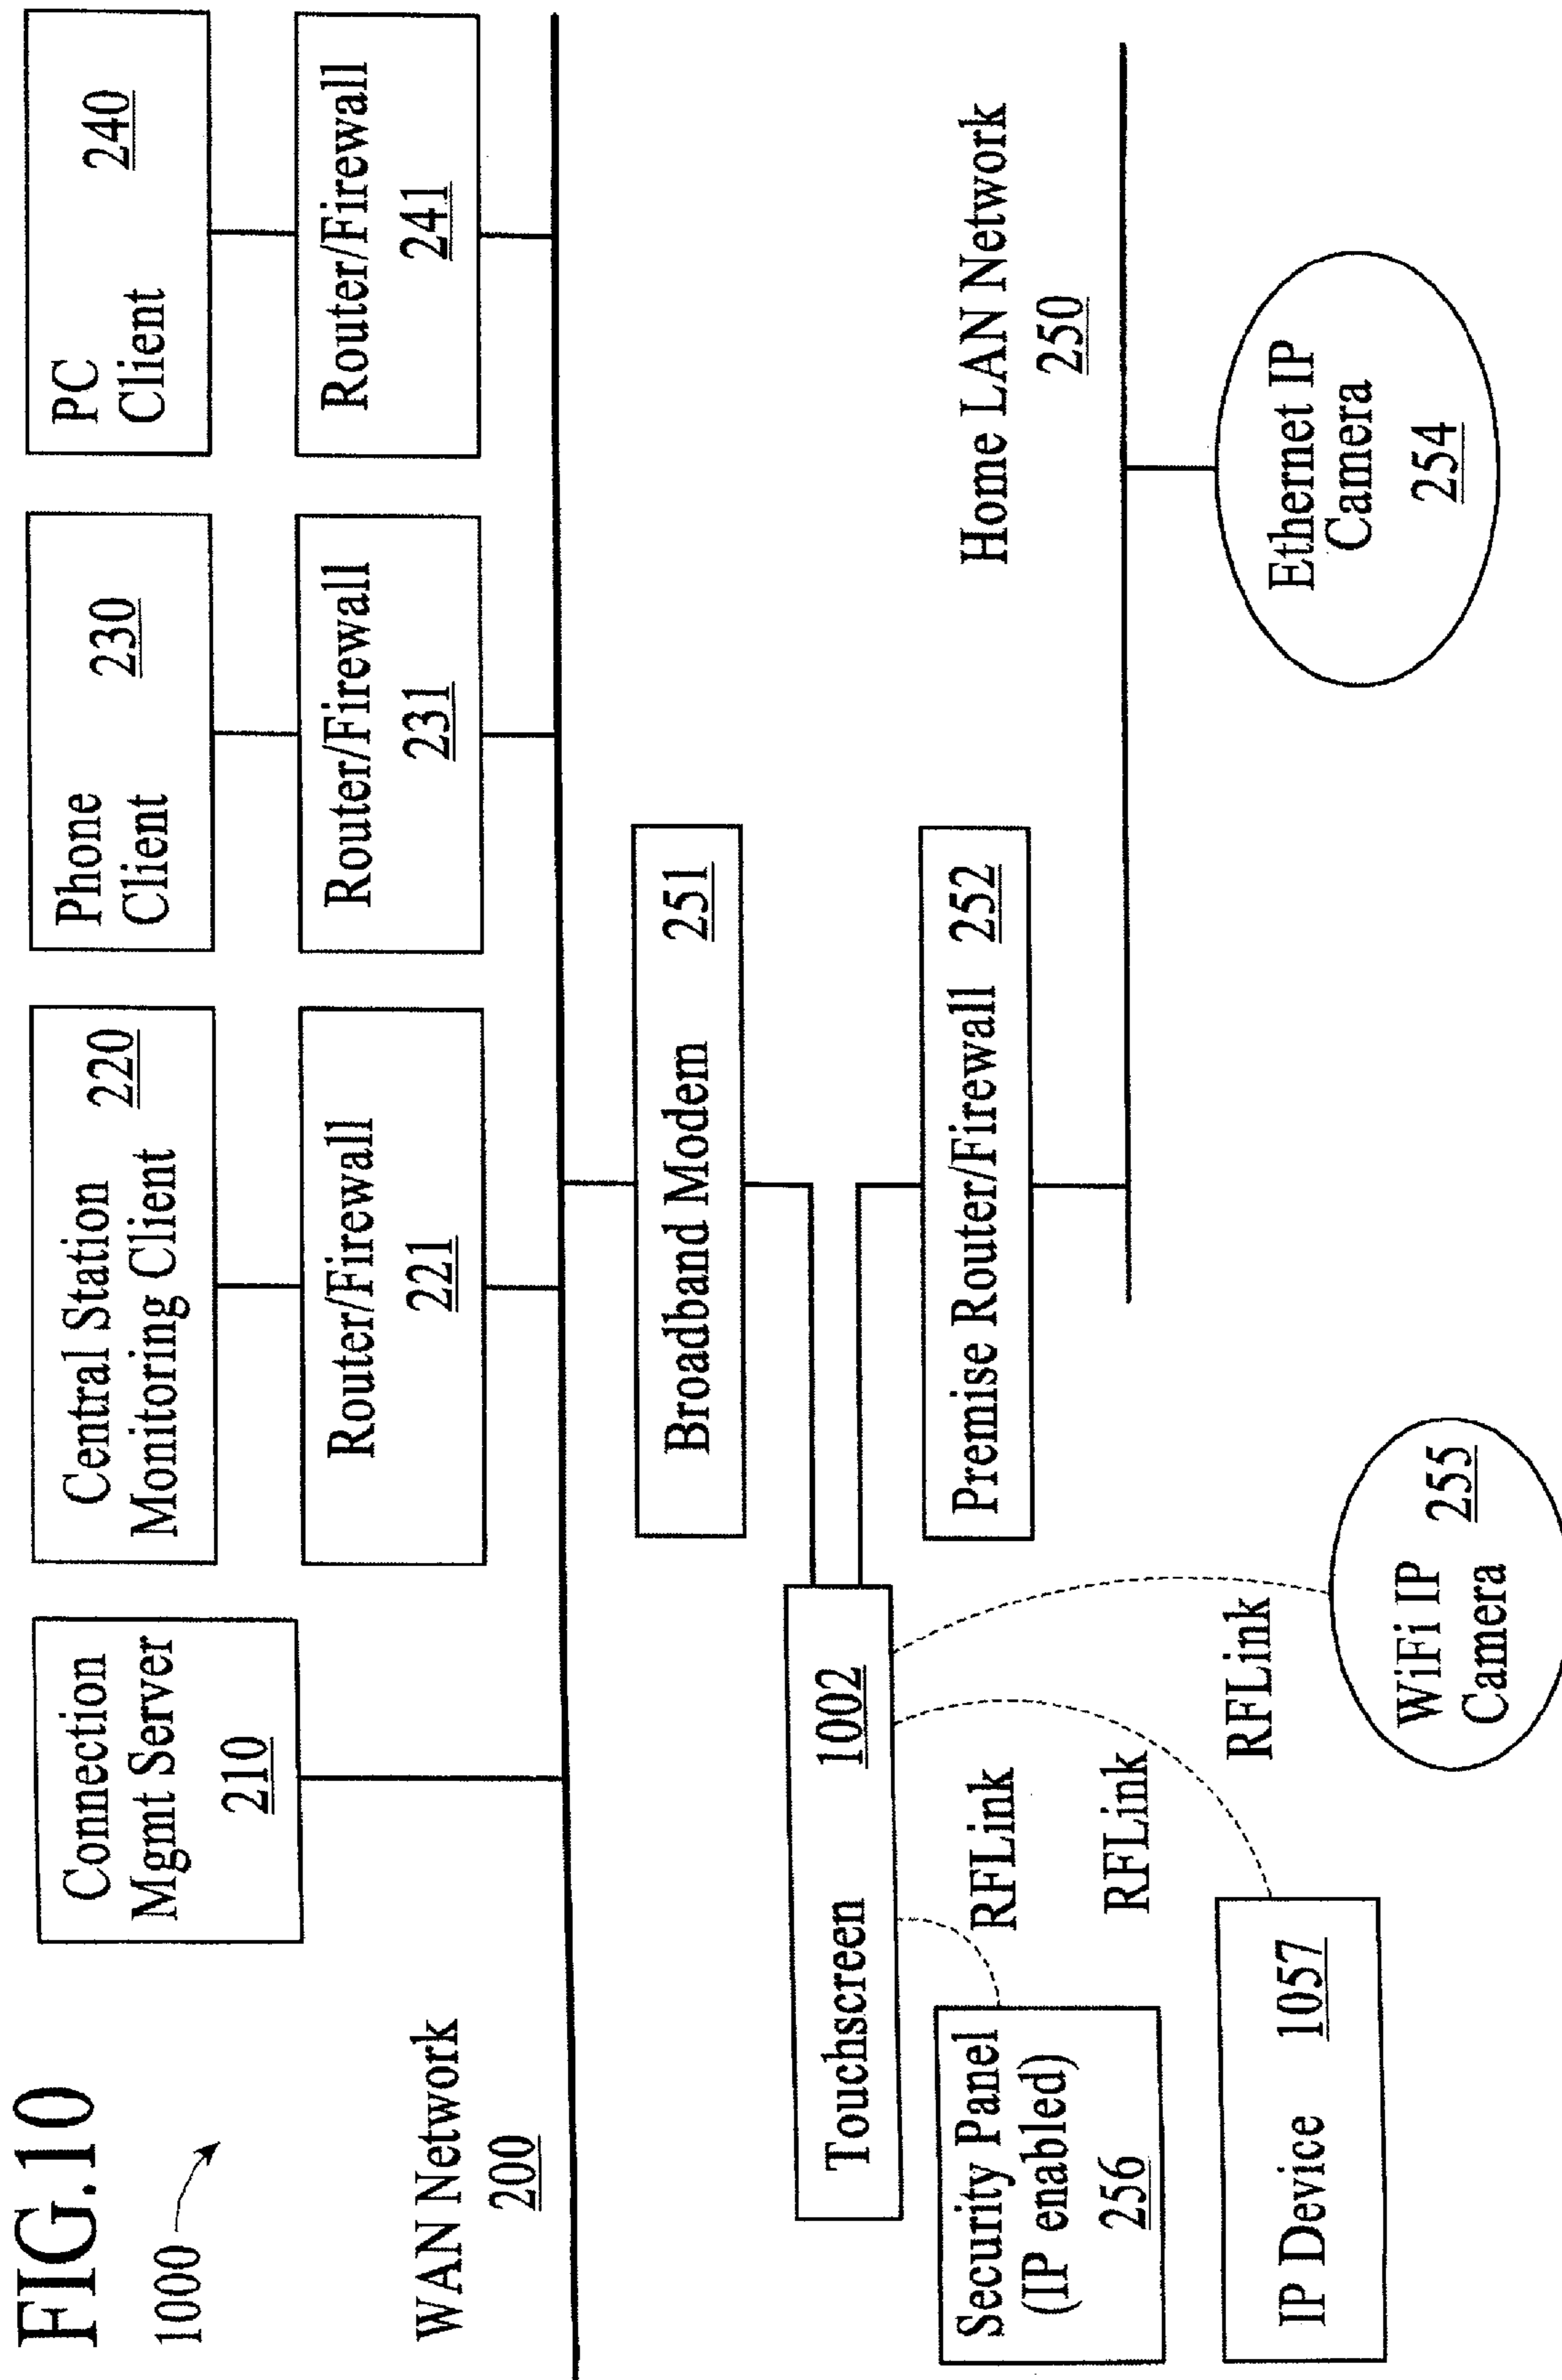 FIG.10
1000
WAN Network
200
Connection
Mgmt Server
210
Central Station
Monitoring Client 220
Router/Firewall
221
Phone
Client 230
Router/Firewall
231
PC
Client 240
Router/Firewall
241
Broadband Modem 251
Touchscreen 1002
Premise Router/Firewall 252
Home LAN Network
250
Security Panel
(IP enabled)
256
RFLink
RFLink
RFLink
IP Device 1057
WiFi IP
Camera 255
Ethernet IP
Camera
254